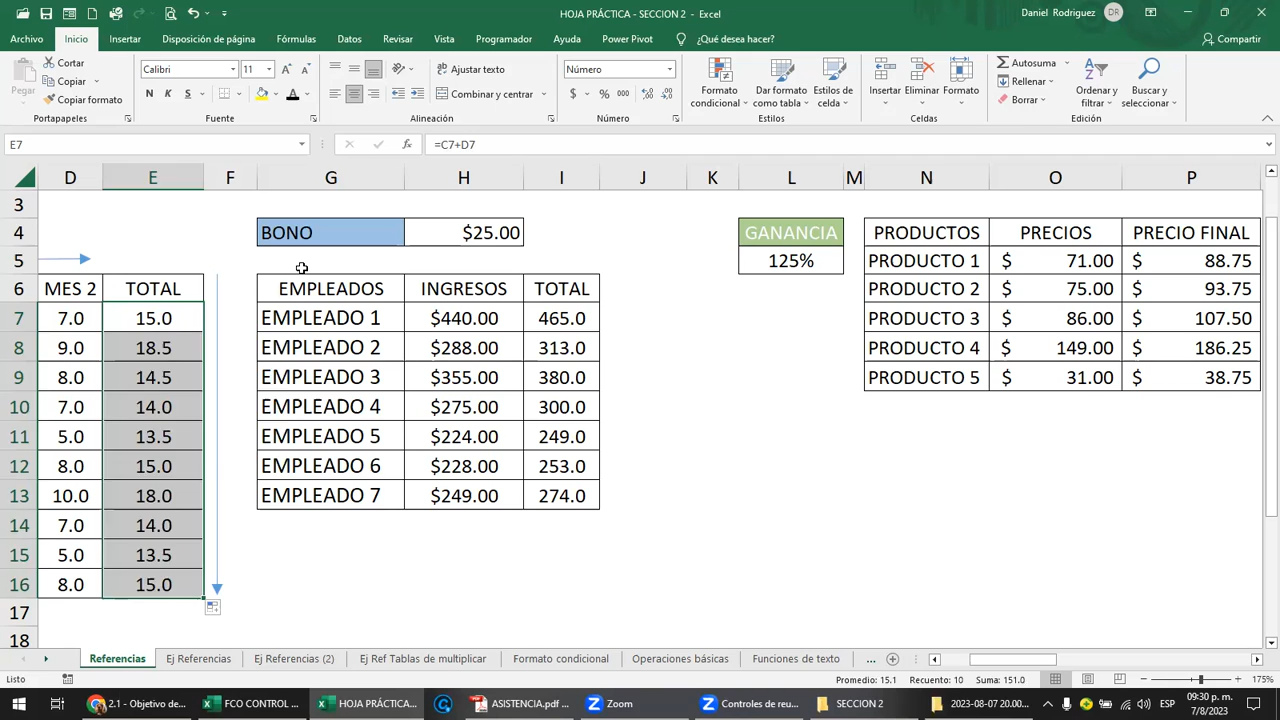 HOJA PRÁCTICA - SECCION 2 - Excel
Daniel Rodriguez DR
Archivo Inicio Insertar Disposición de página Fórmulas Datos Revisar Vista Programador Ayuda Power Pivot ¿Qué desea hacer? Compartir
Pegar
Cortar
Copiar
Copiar formato
Portapapeles
Calibri 11
N K S A
Fuente
Ajustar texto
Combinar y centrar
Alineación
Número
$ % 000
Número
Formato condicional
Dar formato como tabla
Estilos de celda
Estilos
Insertar Eliminar Formato
Celdas
Autosuma
Rellenar
Borrar
Ordenar y filtrar
Buscar y seleccionar
Edición
E7 fx =C7+D7
D E F G H I J K L M N O P
3
4 BONO $25.00 GANANCIA PRODUCTOS PRECIOS PRECIO FINAL
5 125% PRODUCTO 1 $ 71.00 $ 88.75
6 MES 2 TOTAL EMPLEADOS INGRESOS TOTAL PRODUCTO 2 $ 75.00 $ 93.75
7 7.0 15.0 EMPLEADO 1 $440.00 465.0 PRODUCTO 3 $ 86.00 $ 107.50
8 9.0 18.5 EMPLEADO 2 $288.00 313.0 PRODUCTO 4 $ 149.00 $ 186.25
9 8.0 14.5 EMPLEADO 3 $355.00 380.0 PRODUCTO 5 $ 31.00 $ 38.75
10 7.0 14.0 EMPLEADO 4 $275.00 300.0
11 5.0 13.5 EMPLEADO 5 $224.00 249.0
12 8.0 15.0 EMPLEADO 6 $228.00 253.0
13 10.0 18.0 EMPLEADO 7 $249.00 274.0
14 7.0 14.0
15 5.0 13.5
16 8.0 15.0
17
18
Referencias Ej Referencias Ej Referencias (2) Ej Ref Tablas de multiplicar Formato condicional Operaciones básicas Funciones de texto ...
Listo Promedio: 15.1 Recuento: 10 Suma: 151.0 175%
2.1 - Objetivo de... FCO CONTROL ... HOJA PRÁCTICA... ASISTENCIA.pdf ... Zoom Controles de reu... SECCION 2 2023-08-07 20.00... ESP 09:30 p. m.
7/8/2023